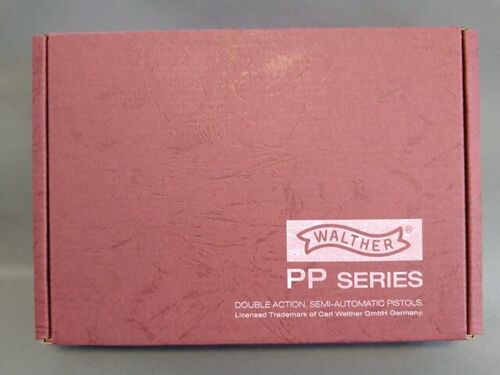 WALTHER ®
PP SERIES
DOUBLE ACTION, SEMI-AUTOMATIC PISTOLS.
Licensed Trademark of Carl Walther GmbH Germany.